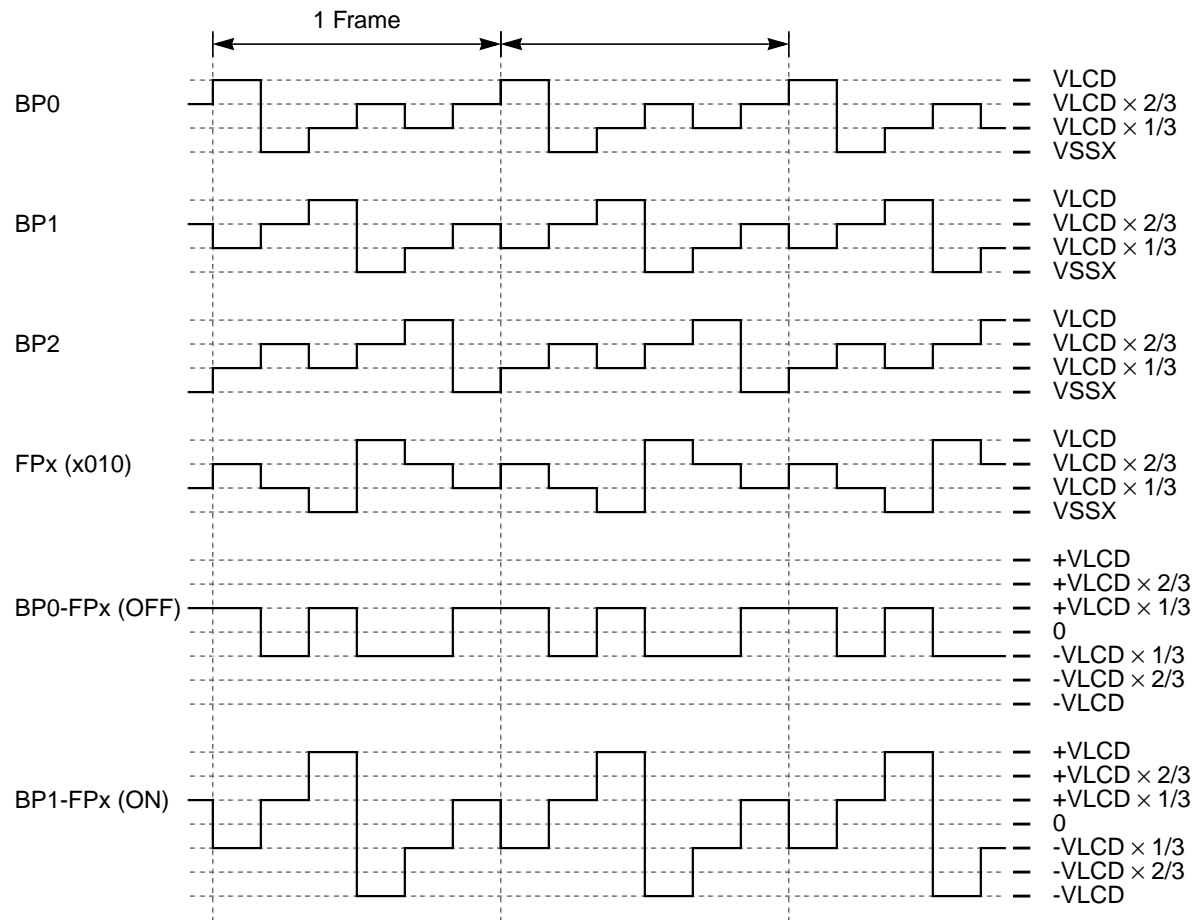 1 Frame
BP0
VLCD
VLCD × 2/3
VLCD × 1/3
VSSX
BP1
VLCD
VLCD × 2/3
VLCD × 1/3
VSSX
BP2
VLCD
VLCD × 2/3
VLCD × 1/3
VSSX
FPx (x010)
VLCD
VLCD × 2/3
VLCD × 1/3
VSSX
BP0-FPx (OFF)
+VLCD
+VLCD × 2/3
+VLCD × 1/3
0
-VLCD × 1/3
-VLCD × 2/3
-VLCD
BP1-FPx (ON)
+VLCD
+VLCD × 2/3
+VLCD × 1/3
0
-VLCD × 1/3
-VLCD × 2/3
-VLCD